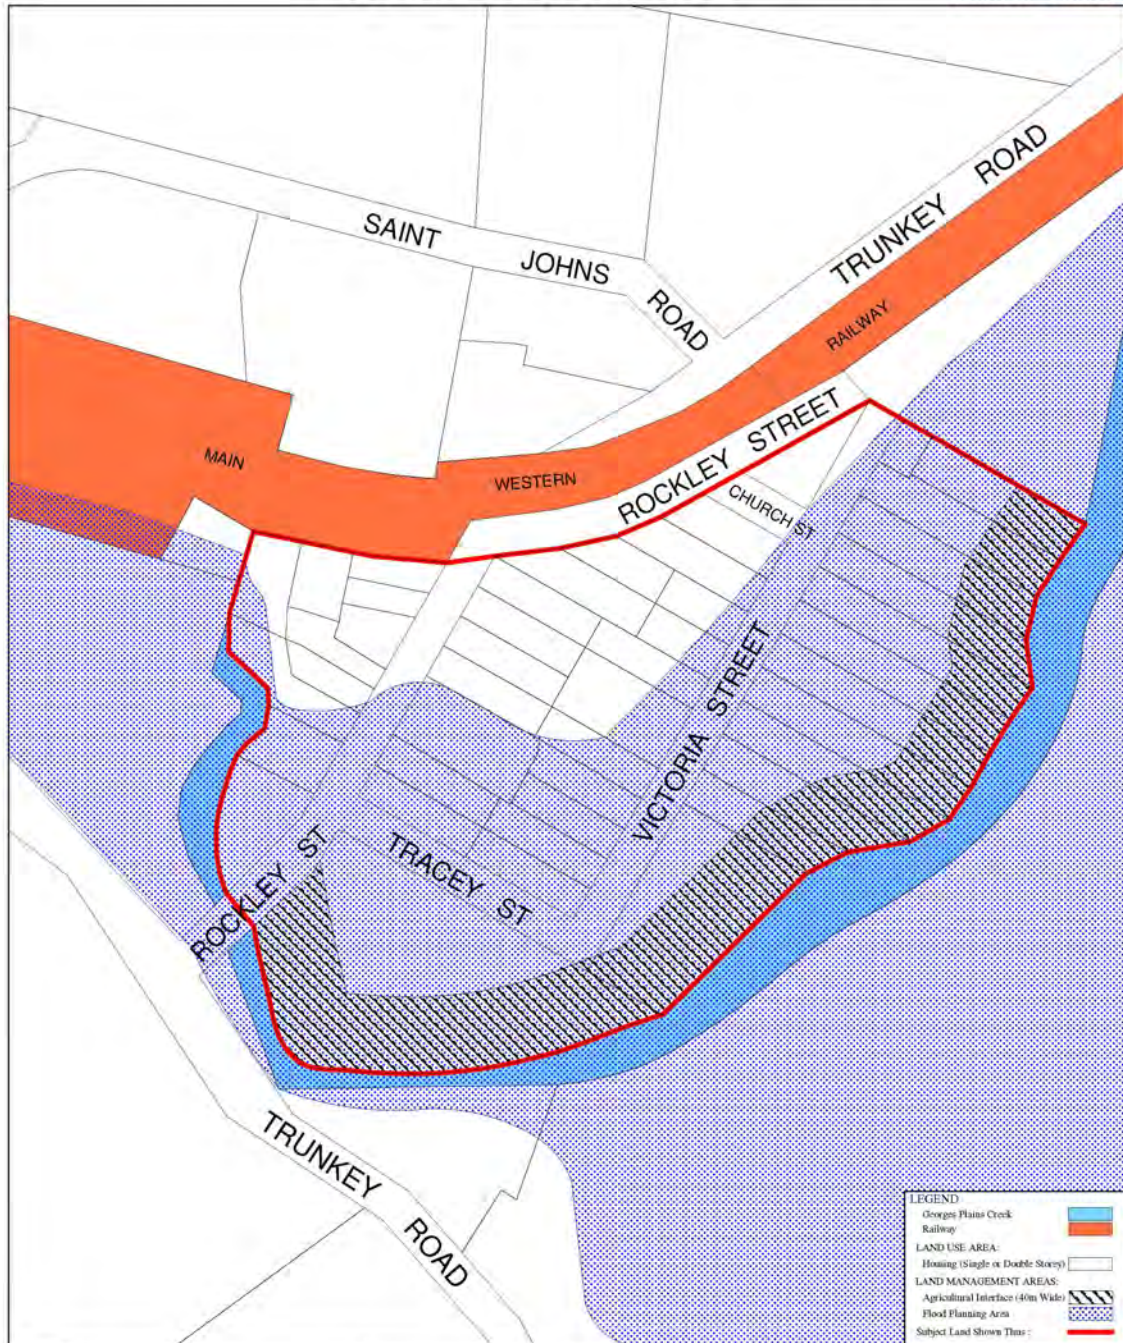 SAINT JOHNS ROAD
TRUNKEY ROAD
RAILWAY
MAIN
WESTERN
ROCKLEY STREET
CHURCH ST
VICTORIA STREET
TRACEY ST
ROCKLEY ST
TRUNKEY ROAD
LEGEND
Georges Plains Creek
Railway
LAND USE AREA:
Housing (Single or Double Storey)
LAND MANAGEMENT AREAS:
Agricultural Interface (40m Wide)
Flood Planning Area
Subject Land Shown Thus :